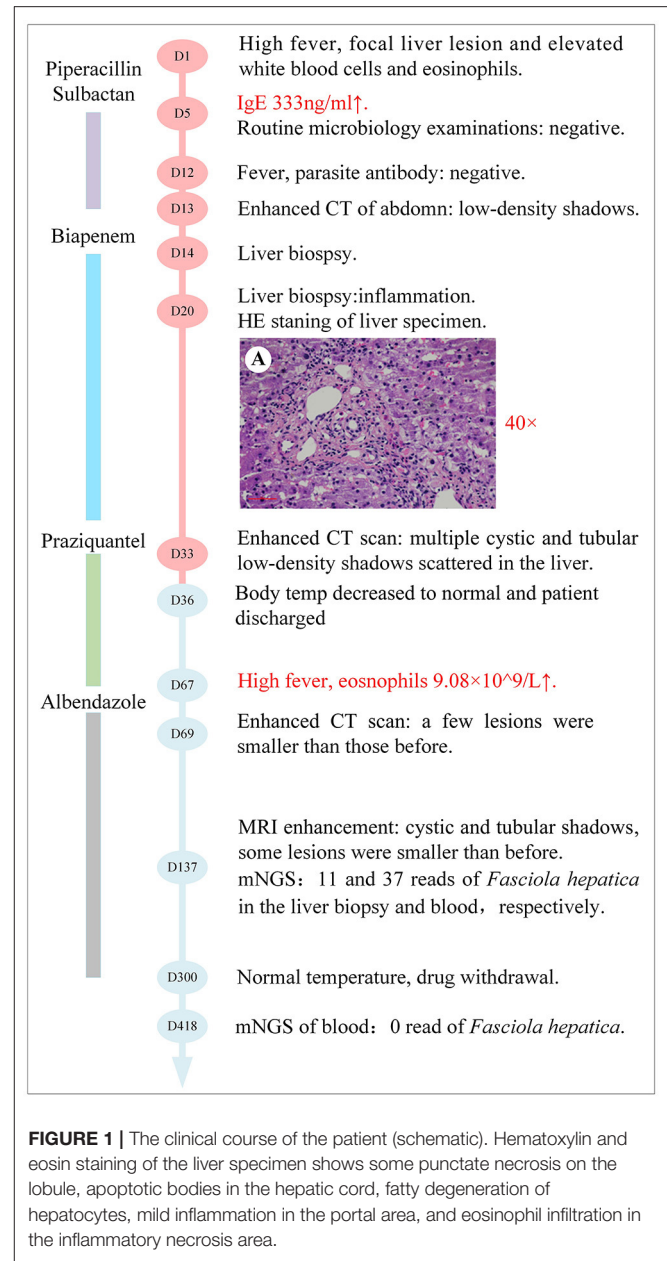 Piperacillin
Sulbactan
D1
High fever, focal liver lesion and elevated
white blood cells and eosinophils.
D5
IgE 333ng/ml↑.
Routine microbiology examinations: negative.
D12
Fever, parasite antibody: negative.
D13
Enhanced CT of abdomn: low-density shadows.
Biapenem
D14
Liver biospsy.
D20
Liver biospsy:inflammation.
HE staning of liver specimen.
A
40×
Praziquantel
D33
Enhanced CT scan: multiple cystic and tubular
low-density shadows scattered in the liver.
D36
Body temp decreased to normal and patient
discharged
D67
High fever, eosnophils 9.08×10^9/L↑.
Albendazole
D69
Enhanced CT scan: a few lesions were
smaller than those before.
D137
MRI enhancement: cystic and tubular shadows,
some lesions were smaller than before.
mNGS：11 and 37 reads of Fasciola hepatica
in the liver biopsy and blood，respectively.
D300
Normal temperature, drug withdrawal.
D418
mNGS of blood：0 read of Fasciola hepatica.
FIGURE 1 | The clinical course of the patient (schematic). Hematoxylin and
eosin staining of the liver specimen shows some punctate necrosis on the
lobule, apoptotic bodies in the hepatic cord, fatty degeneration of
hepatocytes, mild inflammation in the portal area, and eosinophil infiltration in
the inflammatory necrosis area.